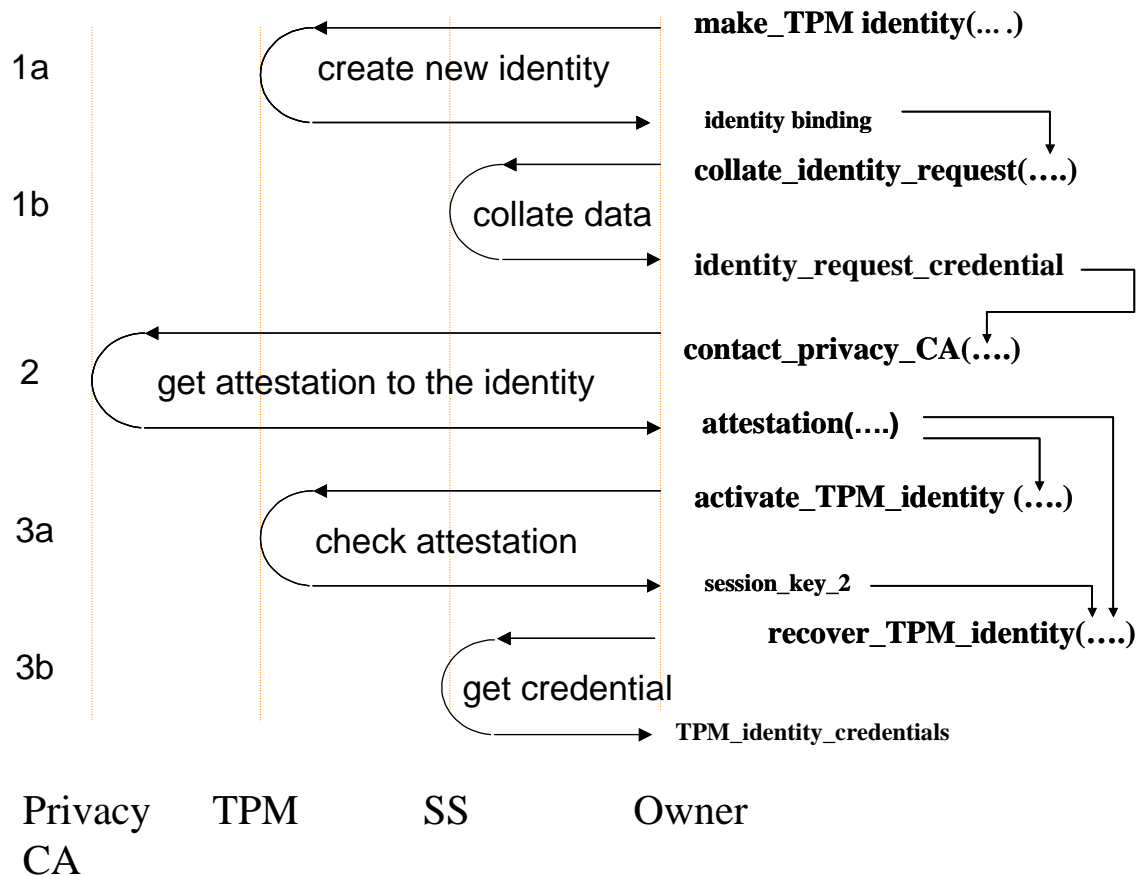 make_TPM identity(... .)
1a
create new identity
identity binding
collate_identity_request(....)
1b
collate data
identity_request_credential
contact_privacy_CA(....)
2
get attestation to the identity
attestation(....)
activate_TPM_identity (....)
3a
check attestation
session_key_2
recover_TPM_identity(....)
3b
get credential
TPM_identity_credentials
Privacy CA
TPM
SS
Owner